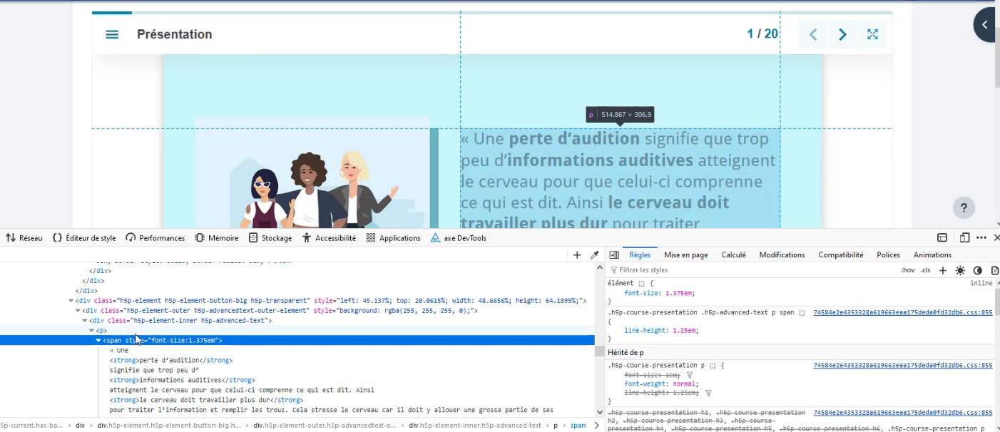 Présentation
1 / 20
p 514.867 × 306.9
« Une perte d’audition signifie que trop
peu d’informations auditives atteignent
le cerveau pour que celui-ci comprenne
ce qui est dit. Ainsi le cerveau doit
travailler plus dur pour traiter
?
Réseau {} Éditeur de style Performances Mémoire Stockage Accessibilité Applications axe DevTools
Règles Mise en page Calculé Modifications Compatibilité Polices Animations
</div>
</div>
</div>
<div class="h5p-element h5p-element-button-big h5p-transparent" style="left: 45.137%; top: 20.0615%; width: 48.6656%; height: 64.1899%;">
<div class="h5p-element-outer h5p-advancedtext-outer-element" style="background: rgba(255, 255, 255, 0);">
<div class="h5p-element-inner h5p-advanced-text">
<p>
<span style="font-size:1.375em">
« Une
<strong>perte d’audition</strong>
signifie que trop peu d’
<strong>informations auditives</strong>
atteignent le cerveau pour que celui-ci comprenne ce qui est dit. Ainsi
<strong>le cerveau doit travailler plus dur</strong>
pour traiter l’information et remplir les trous. Cela stresse le cerveau car il doit y allouer une grosse partie de ses
5p-current.has-ba... > div > div.h5p-element.h5p-element-button-big.h... > div.h5p-element-outer.h5p-advancedtext-o... > div.h5p-element-inner.h5p-advanced-text > p > span
Filtrer les styles :hov .cls
élément { inline
font-size: 1.375em;
}
.h5p-course-presentation .h5p-advanced-text p span 74584e2e4353328a619663eaa175deda0fd32db6.css:855
{
line-height: 1.25em;
}
Hérité de p
.h5p-course-presentation p { 74584e2e4353328a619663eaa175deda0fd32db6.css:855
font-size: 1em;
font-weight: normal;
line-height: 1.25em;
}
.h5p-course-presentation h1, .h5p-course-presentation 74584e2e4353328a619663eaa175deda0fd32db6.css:855
h2, .h5p-course-presentation h3, .h5p-course-
presentation h4, .h5p-course-presentation h5, .h5p-course-presentation h6, .h5p-course-presentation p